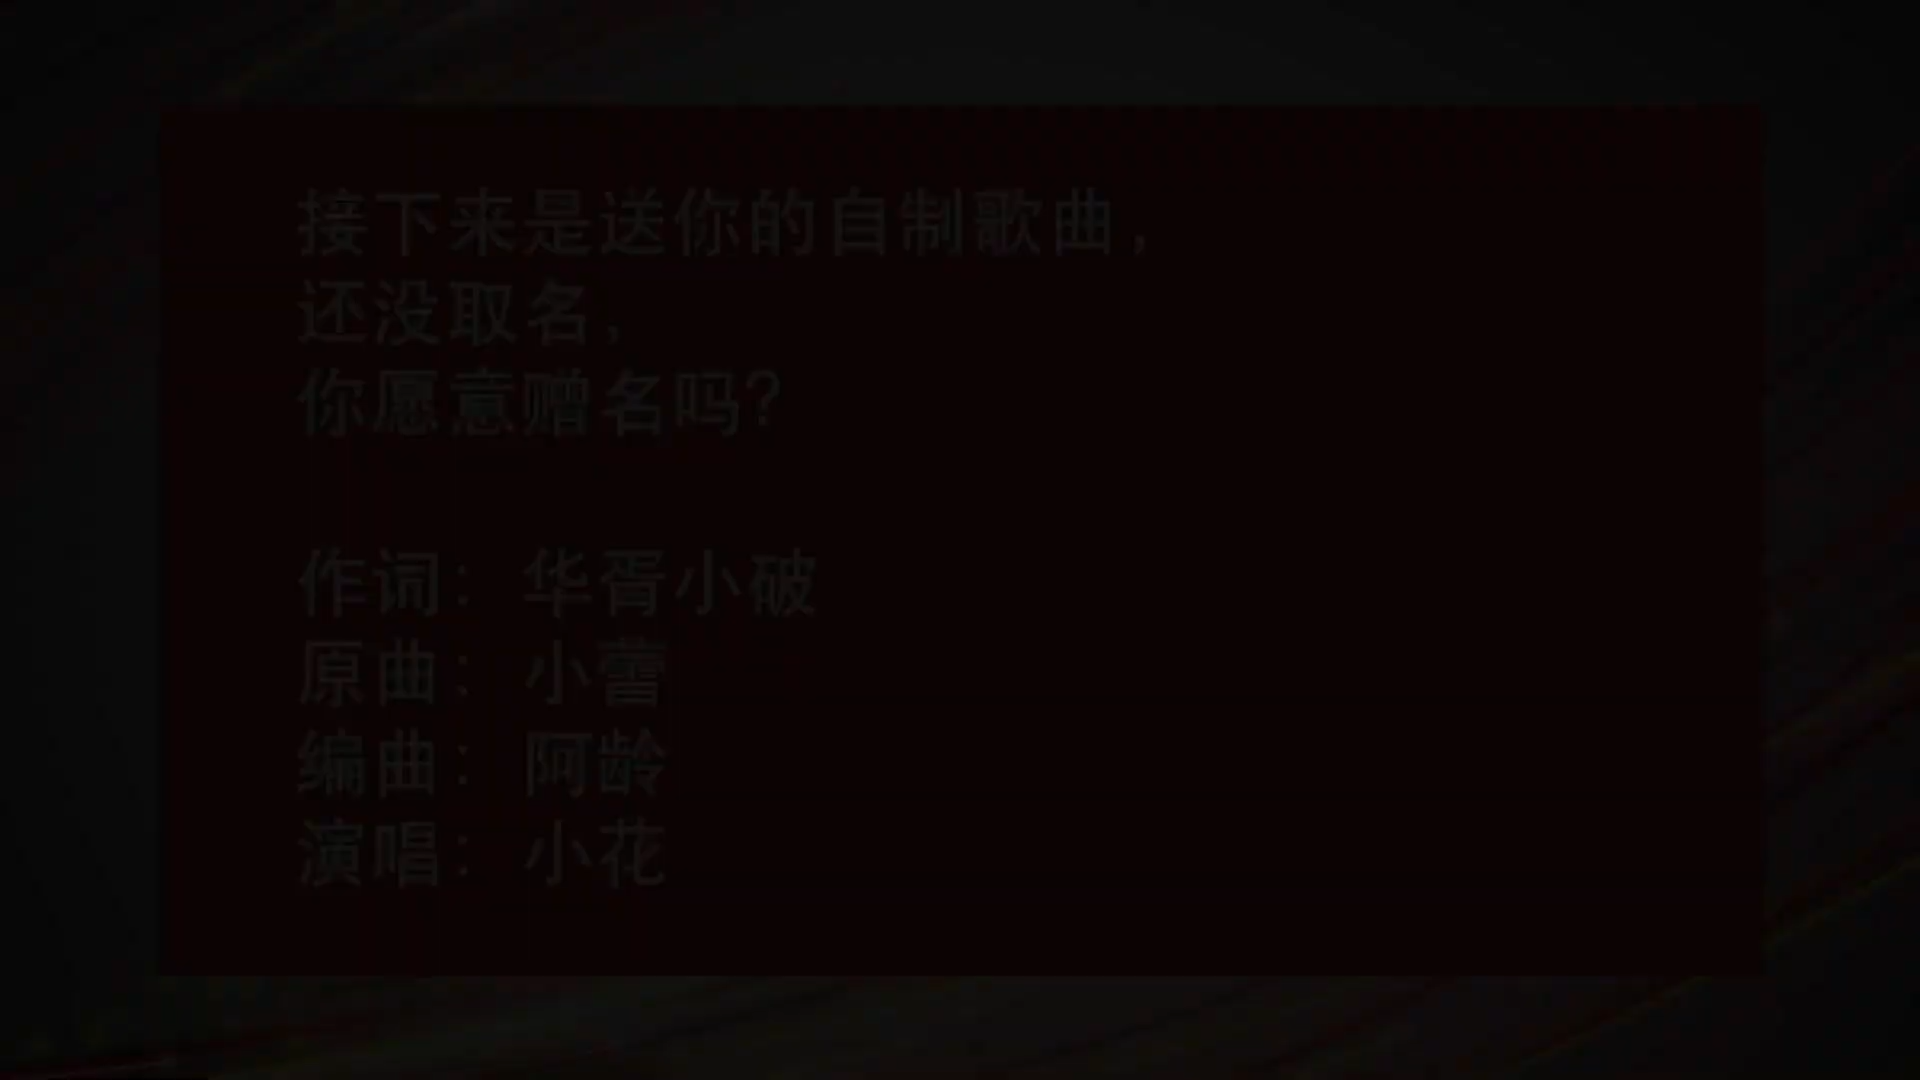 接下来是送你的自制歌曲，
还没取名，
你愿意赠名吗？
作词：华胥小破
原曲：小蕾
编曲：阿龄
演唱：小花